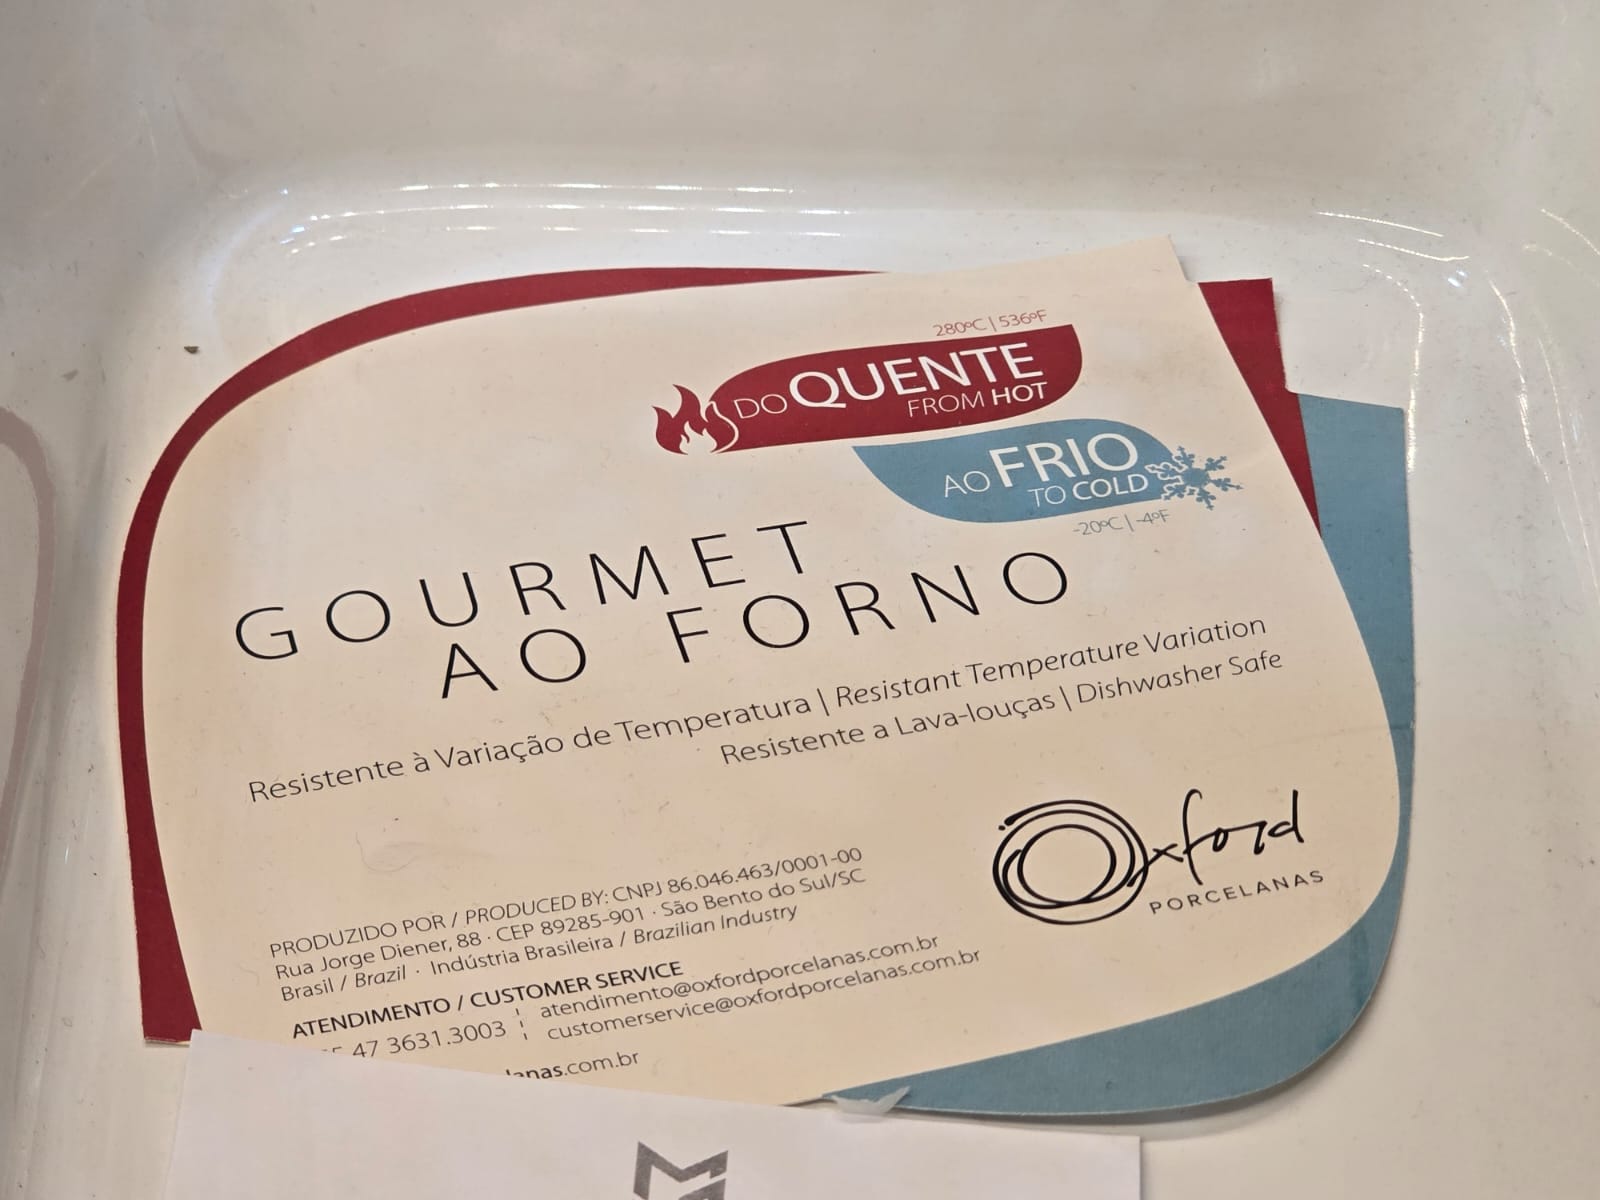 280ºC | 536ºF
DO QUENTE
FROM HOT
AO FRIO
TO COLD
-20ºC | -4ºF
GOURMET
AO FORNO
Resistente à Variação de Temperatura | Resistant Temperature Variation
Resistente a Lava-louças | Dishwasher Safe
Oxford
PORCELANAS
PRODUZIDO POR / PRODUCED BY: CNPJ 86.046.463/0001-00
Rua Jorge Diener, 88 · CEP 89285-901 · São Bento do Sul/SC
Brasil / Brazil · Indústria Brasileira / Brazilian Industry
ATENDIMENTO / CUSTOMER SERVICE
47 3631.3003
atendimento@oxfordporcelanas.com.br
customerservice@oxfordporcelanas.com.br
anas.com.br